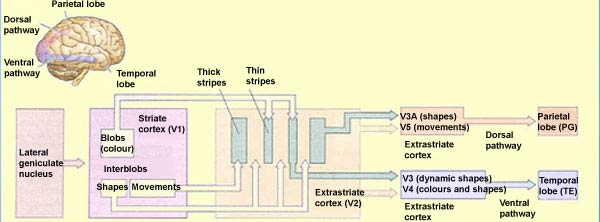 Parietal lobe
Dorsal
pathway
Ventral
pathway
Temporal
lobe
Thick
stripes
Thin
stripes
Striate
cortex (V1)
Blobs
(colour)
Lateral
geniculate
nucleus
Interblobs
Shapes
Movements
Extrastriate
cortex (V2)
V3A (shapes)
V5 (movements)
Extrastriate
cortex
Dorsal
pathway
Parietal
lobe (PG)
V3 (dynamic shapes)
V4 (colours and shapes)
Extrastriate
cortex
Ventral
pathway
Temporal
lobe (TE)